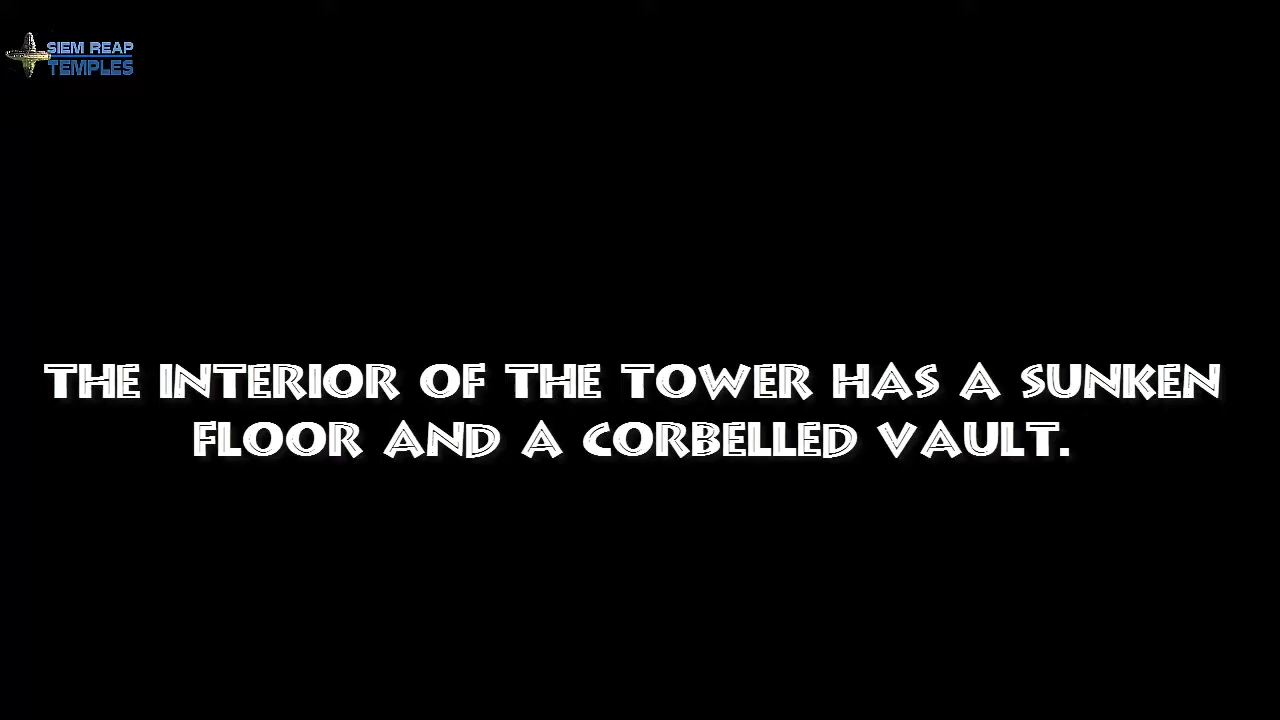 SIEM REAP
TEMPLES
THE INTERIOR OF THE TOWER HAS A SUNKEN
FLOOR AND A CORBELLED VAULT.